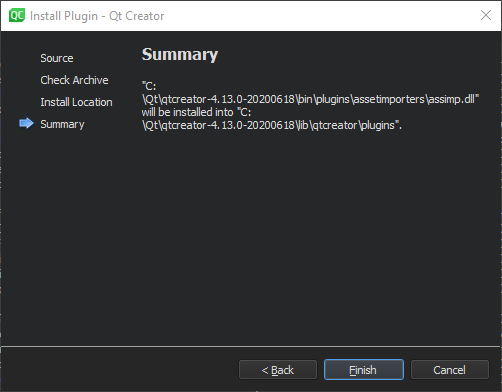 QC Install Plugin - Qt Creator
Summary
Source
Check Archive
Install Location
Summary
"C:
\Qt\qtcreator-4.13.0-20200618\bin\plugins\assetimporters\assimp.dll"
will be installed into "C:
\Qt\qtcreator-4.13.0-20200618\lib\qtcreator\plugins".
< Back
Finish
Cancel